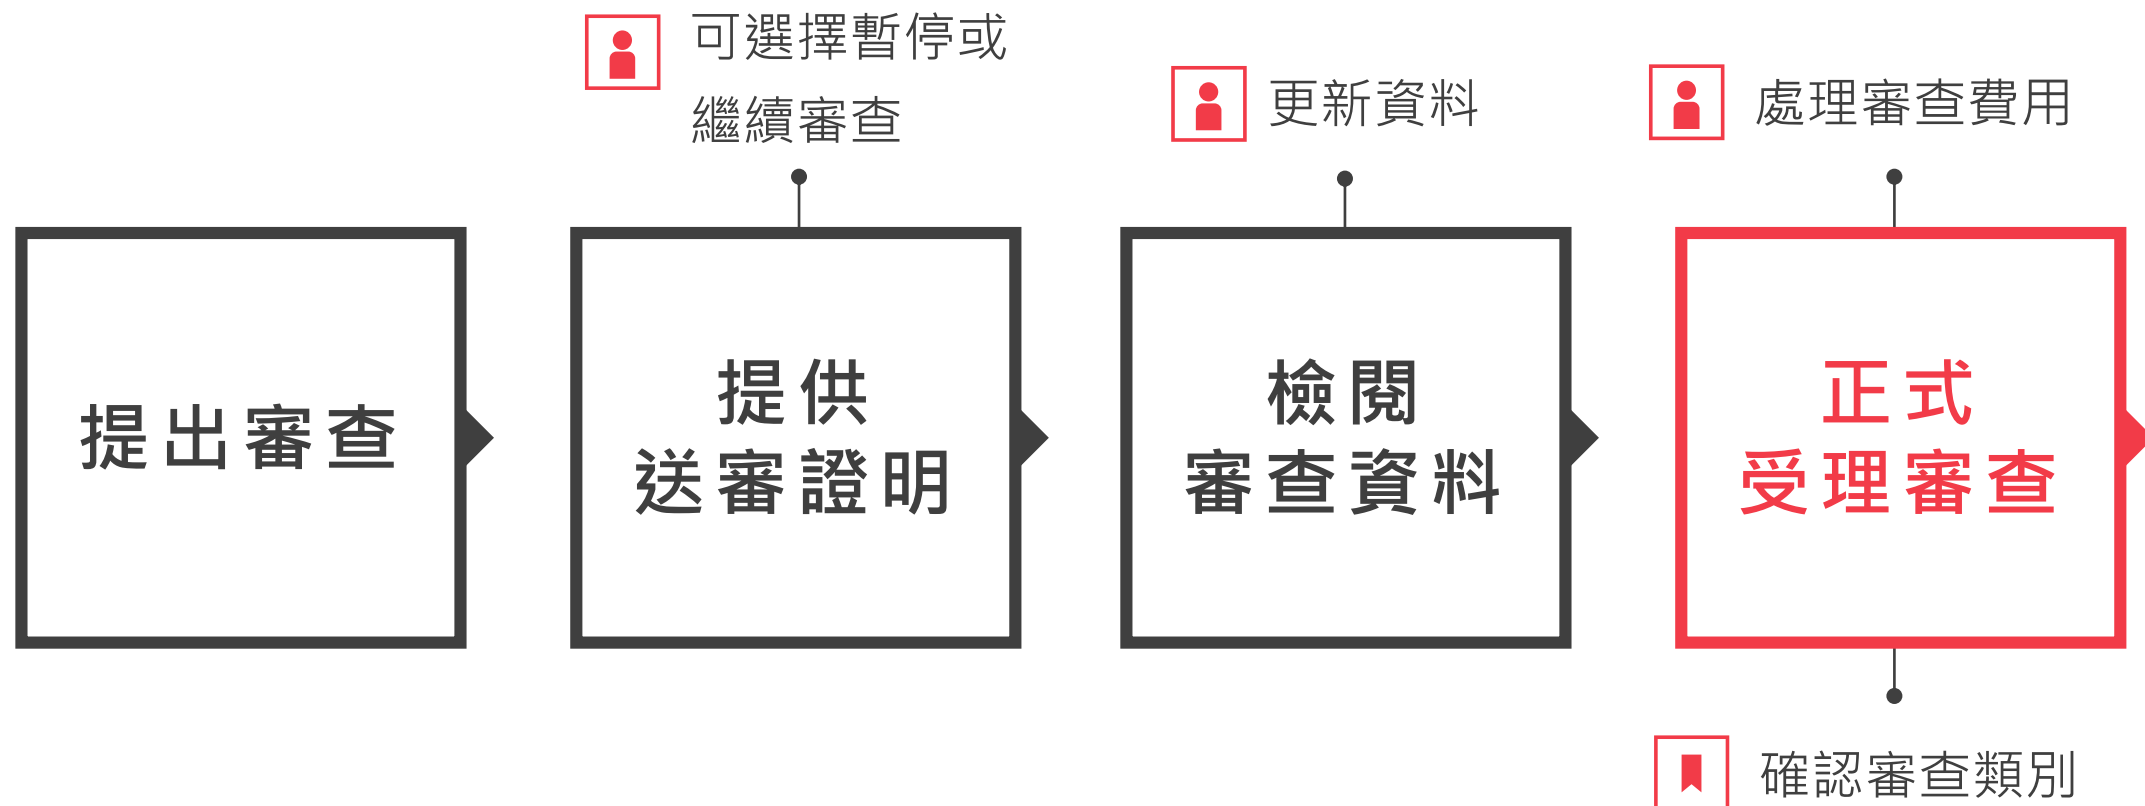 可選擇暫停或
繼續審查
更新資料
處理審查費用
提出審查
提供
送審證明
檢閱
審查資料
正式
受理審查
確認審查類別